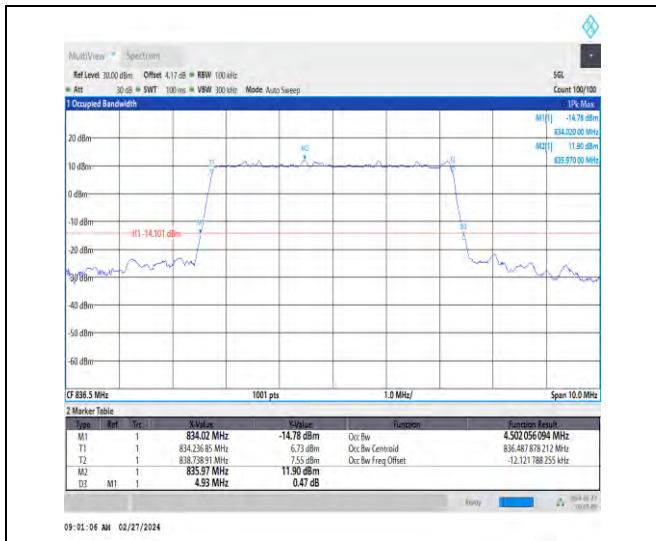 MultiView Spectrum
Ref Level 30.00 dBm Offset 4.17 dB RBW 100 kHz SGL
Att 30 dB SWT 100 ms VBW 300 kHz Mode Auto Sweep Count 100/100
1 Occupied Bandwidth 1Pk Max
M1[1] -14.78 dBm
834.020 00 MHz
M2[1] 11.90 dBm
835.970 00 MHz
20 dBm
M2
T1 T2
10 dBm
0 dBm
-10 dBm
M1 D3
H1 -14.101 dBm
-20 dBm
-30 dBm
-40 dBm
-50 dBm
-60 dBm
CF 836.5 MHz 1001 pts 1.0 MHz/ Span 10.0 MHz
2 Marker Table
Type Ref Trc X-Value Y-Value Function Function Result
M1 1 834.02 MHz -14.78 dBm Occ Bw 4.502 056 094 MHz
T1 1 834.236 85 MHz 6.73 dBm Occ Bw Centroid 836.487 878 212 MHz
T2 1 838.738 91 MHz 7.55 dBm Occ Bw Freq Offset -12.121 788 255 kHz
M2 1 835.97 MHz 11.90 dBm
D3 M1 1 4.93 MHz 0.47 dB
Ready
09:01:06 AM 02/27/2024